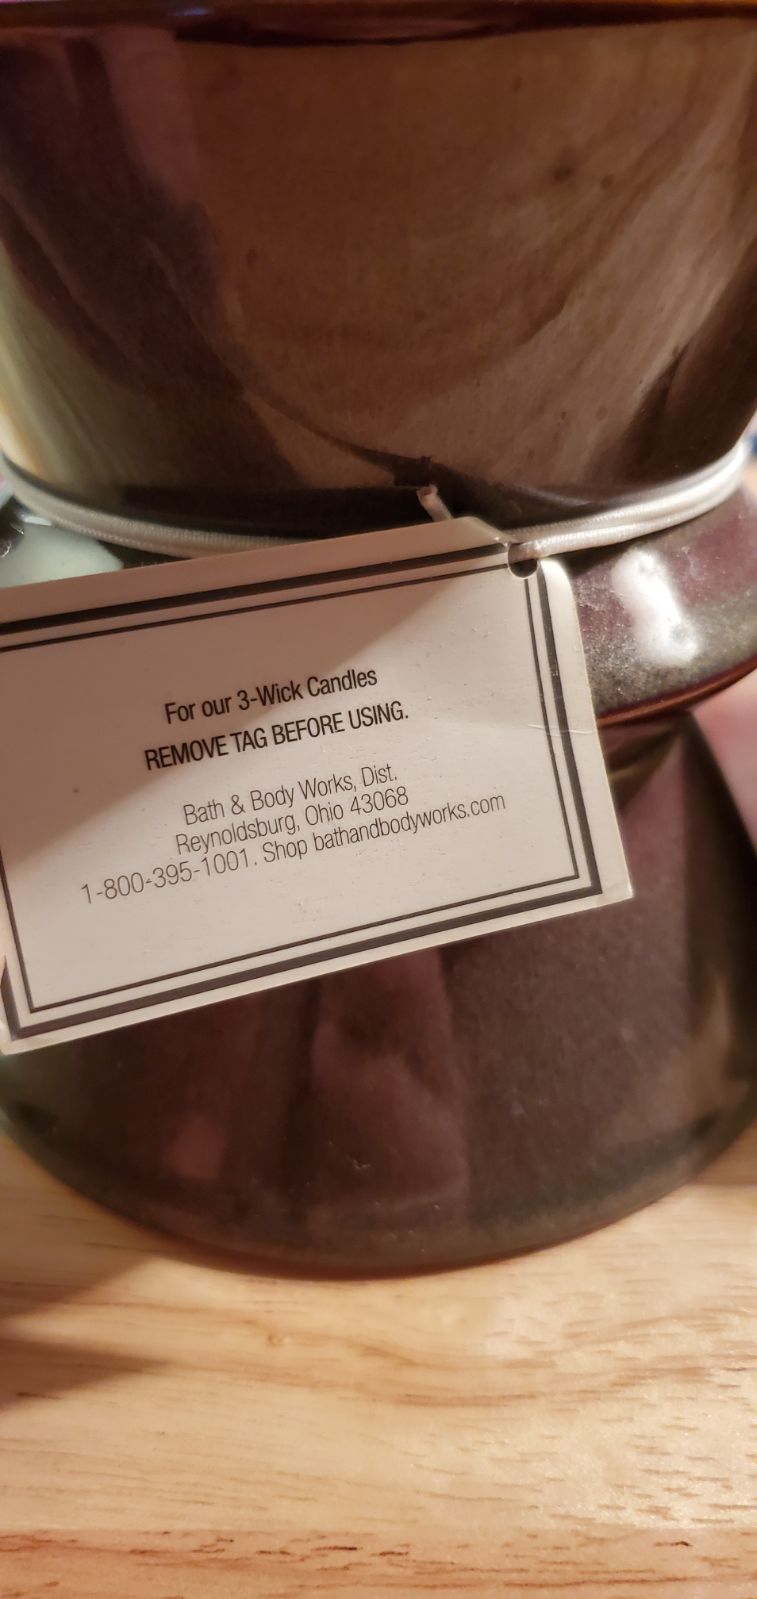 For our 3-Wick Candles
REMOVE TAG BEFORE USING.
Bath & Body Works, Dist.
Reynoldsburg, Ohio 43068
1-800-395-1001. Shop bathandbodyworks.com